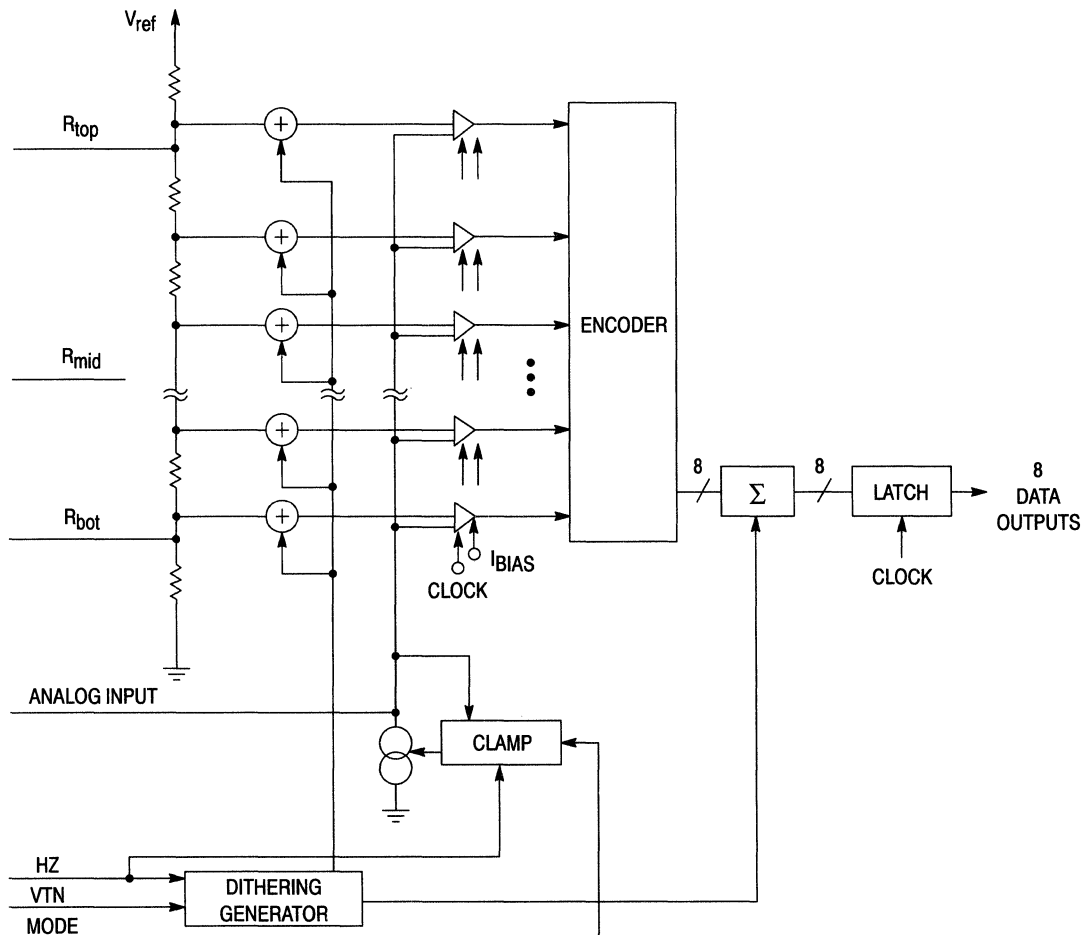 Vref
Rtop
+
+
+
ENCODER
Rmid
+
8
8
8
Σ
LATCH
DATA
OUTPUTS
Rbot
+
IBIAS
CLOCK
CLOCK
ANALOG INPUT
CLAMP
HZ
VTN
MODE
DITHERING
GENERATOR